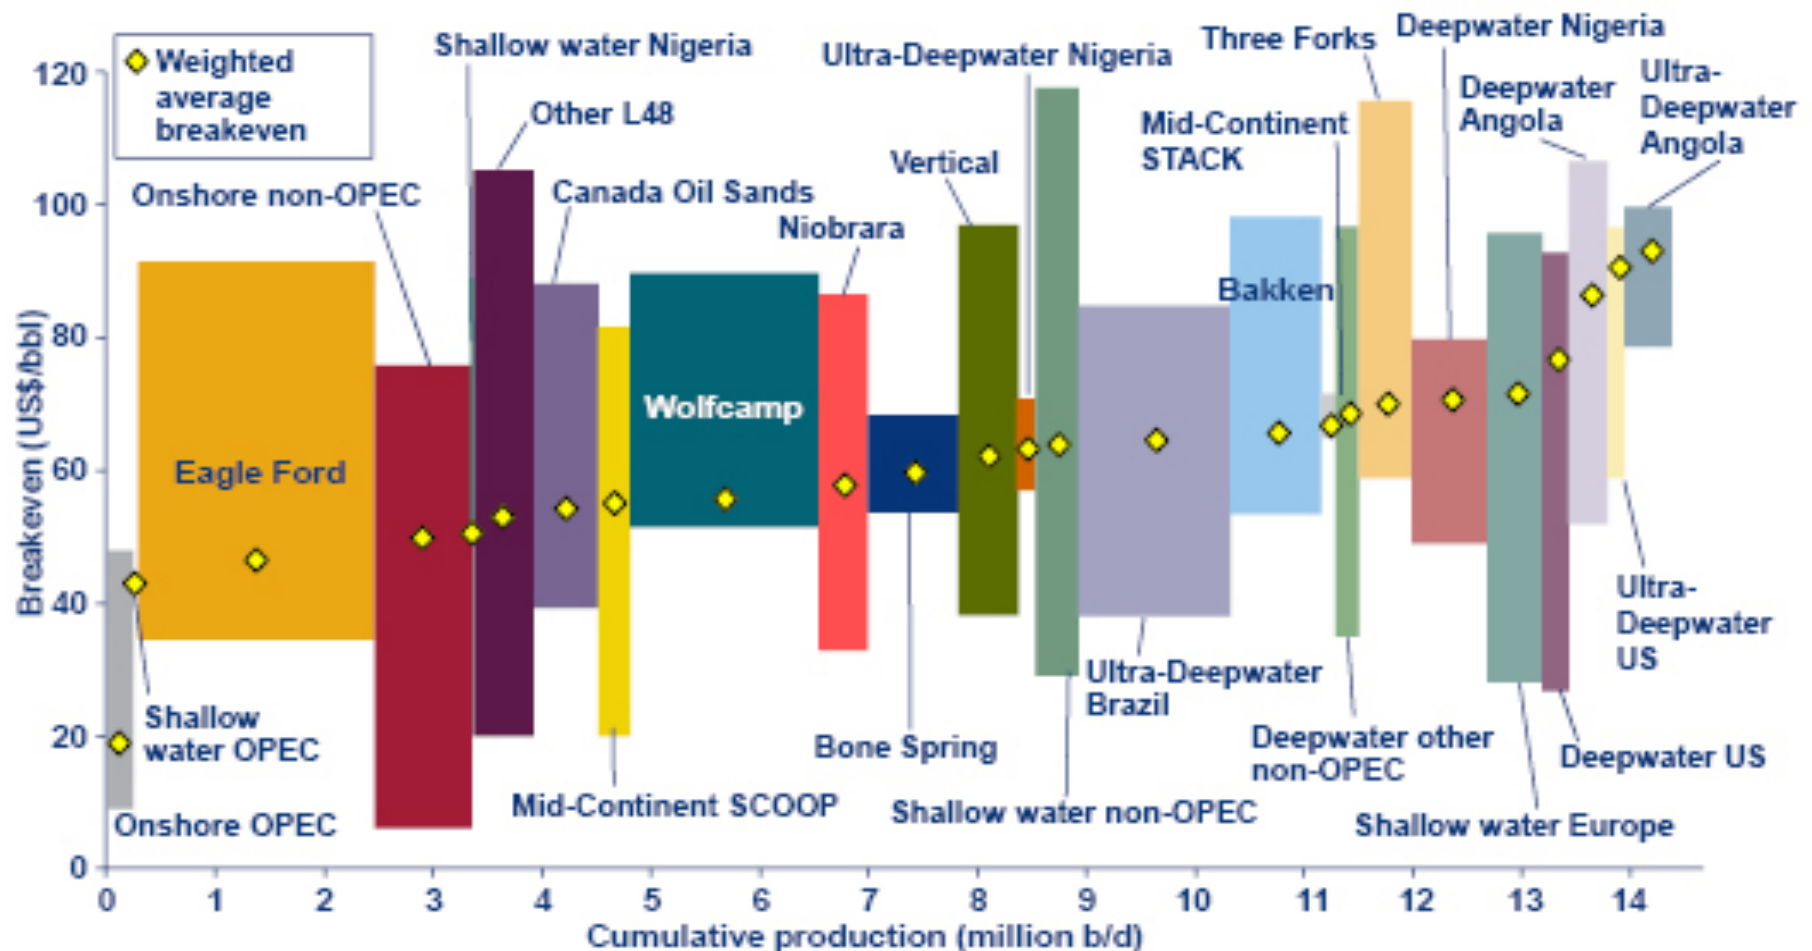 Shallow water Nigeria
Ultra-Deepwater Nigeria
Three Forks
Deepwater Nigeria
Weighted
average
breakeven
Other L48
Vertical
Mid-Continent
STACK
Deepwater
Angola
Ultra-
Deepwater
Angola
Onshore non-OPEC
Canada Oil Sands
Niobrara
Bakken
Wolfcamp
Eagle Ford
Shallow
water OPEC
Onshore OPEC
Mid-Continent SCOOP
Bone Spring
Shallow water non-OPEC
Ultra-Deepwater
Brazil
Deepwater other
non-OPEC
Shallow water Europe
Deepwater US
Ultra-
Deepwater
US
Breakeven (US$/bbl)
120
100
80
60
40
20
0
0 1 2 3 4 5 6 7 8 9 10 11 12 13 14
Cumulative production (million b/d)